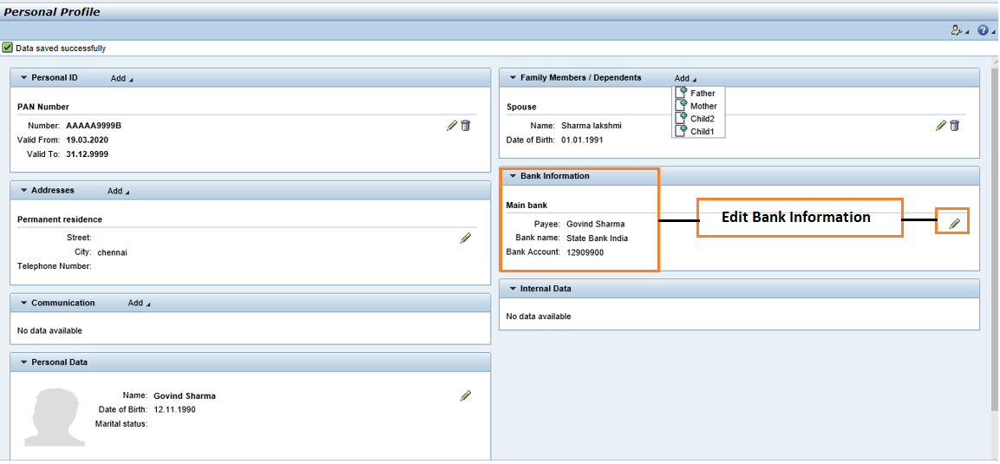 Personal Profile
Data saved successfully
Personal ID Add
PAN Number
Number: AAAAA9999B
Valid From: 19.03.2020
Valid To: 31.12.9999
Addresses Add
Permanent residence
Street:
City: chennai
Telephone Number:
Communication Add
No data available
Personal Data
Name: Govind Sharma
Date of Birth: 12.11.1990
Marital status:
Family Members / Dependents Add
Father
Mother
Child2
Child1
Spouse
Name: Sharma lakshmi
Date of Birth: 01.01.1991
Bank Information
Main bank
Payee: Govind Sharma
Bank name: State Bank India
Bank Account: 12909900
Edit Bank Information
Internal Data
No data available